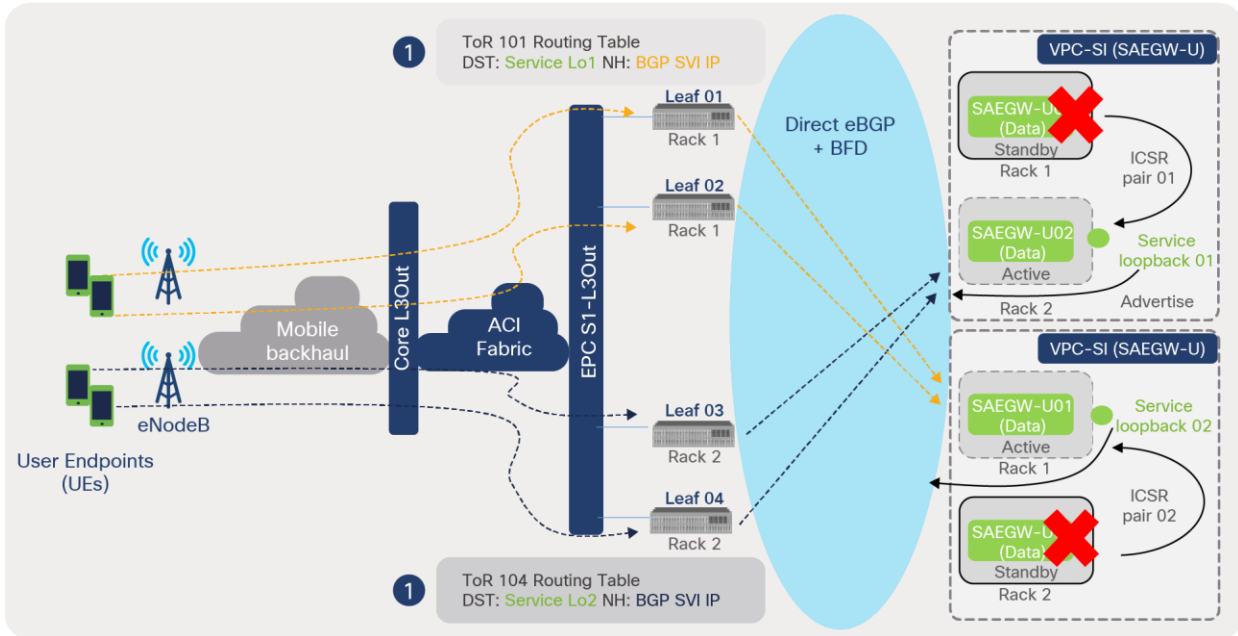 1
ToR 101 Routing Table
DST: Service Lo1 NH: BGP SVI IP
Leaf 01
Rack 1
Leaf 02
Rack 1
Direct eBGP
+ BFD
VPC-SI (SAEGW-U)
(Data)
Standby
Rack 1
ICSR
pair 01
SAEGW-U02
(Data)
Active
Rack 2
Service
loopback 01
Advertise
Mobile
backhaul
Core L3Out
ACI
Fabric
EPC S1-L3Out
eNodeB
User Endpoints
(UEs)
Leaf 03
Rack 2
Leaf 04
Rack 2
VPC-SI (SAEGW-U)
SAEGW-U01
(Data)
Active
Rack 1
Service
loopback 02
ICSR
pair 02
(Data)
Standby
Rack 2
1
ToR 104 Routing Table
DST: Service Lo2 NH: BGP SVI IP